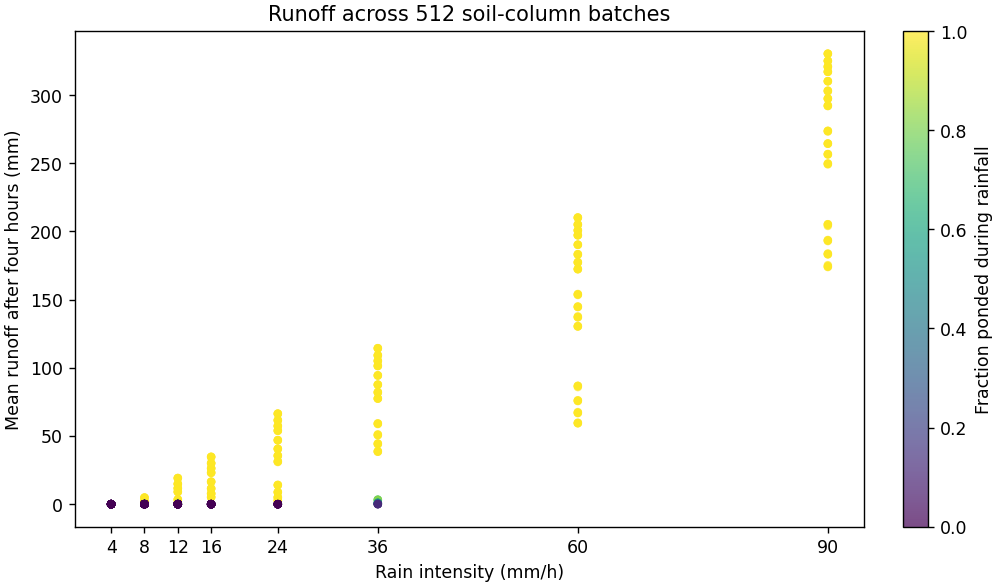 Runoff across 512 soil-column batches
Mean runoff after four hours (mm)
300
250
200
150
100
50
0
4 8 12 16 24 36 60 90
Rain intensity (mm/h)
1.0
0.8
0.6
0.4
0.2
0.0
Fraction ponded during rainfall